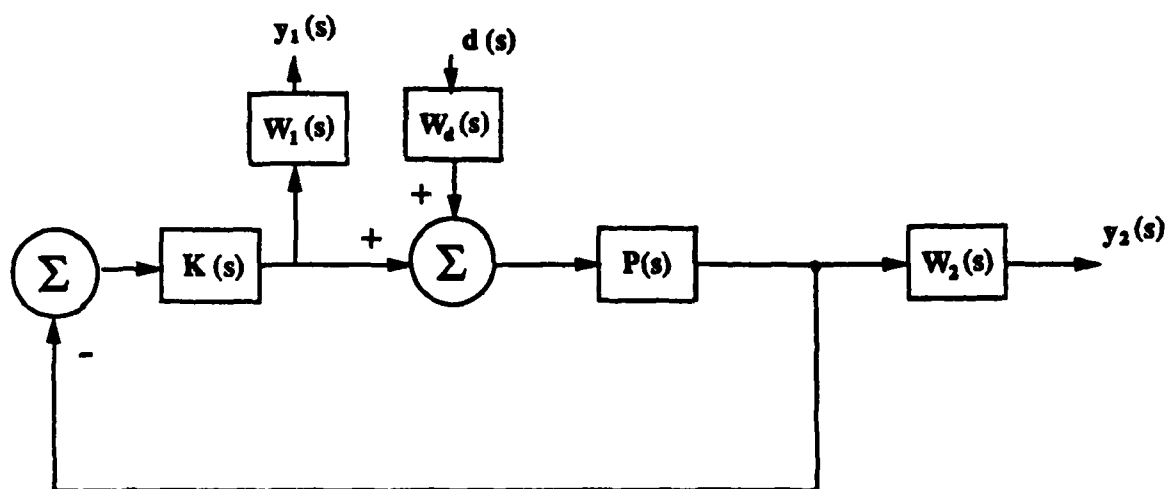 y₁(s)
d(s)
W₁(s)
W_d(s)
+
+
Σ
K(s)
Σ
P(s)
W₂(s)
y₂(s)
-